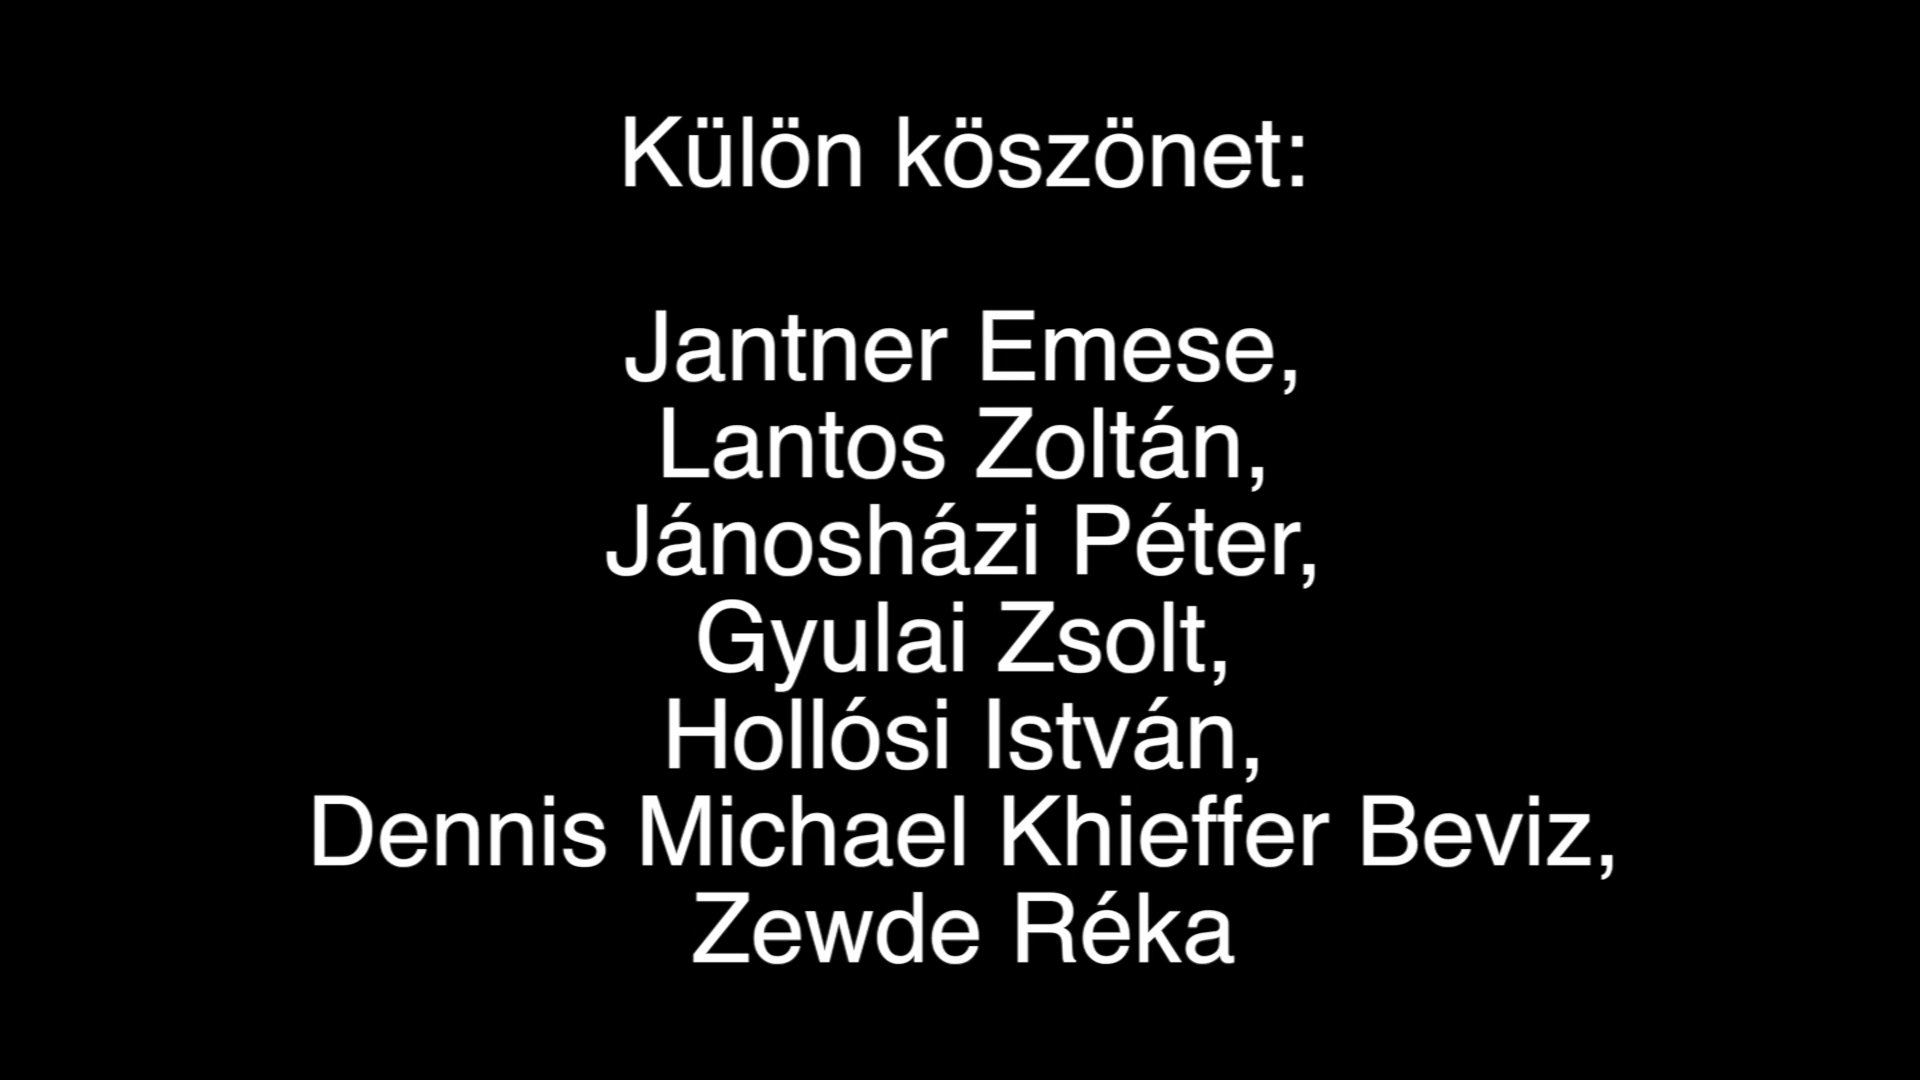 Külön köszönet:
Jantner Emese,
Lantos Zoltán,
Jánosházi Péter,
Gyulai Zsolt,
Hollósi István,
Dennis Michael Khieffer Beviz,
Zewde Réka